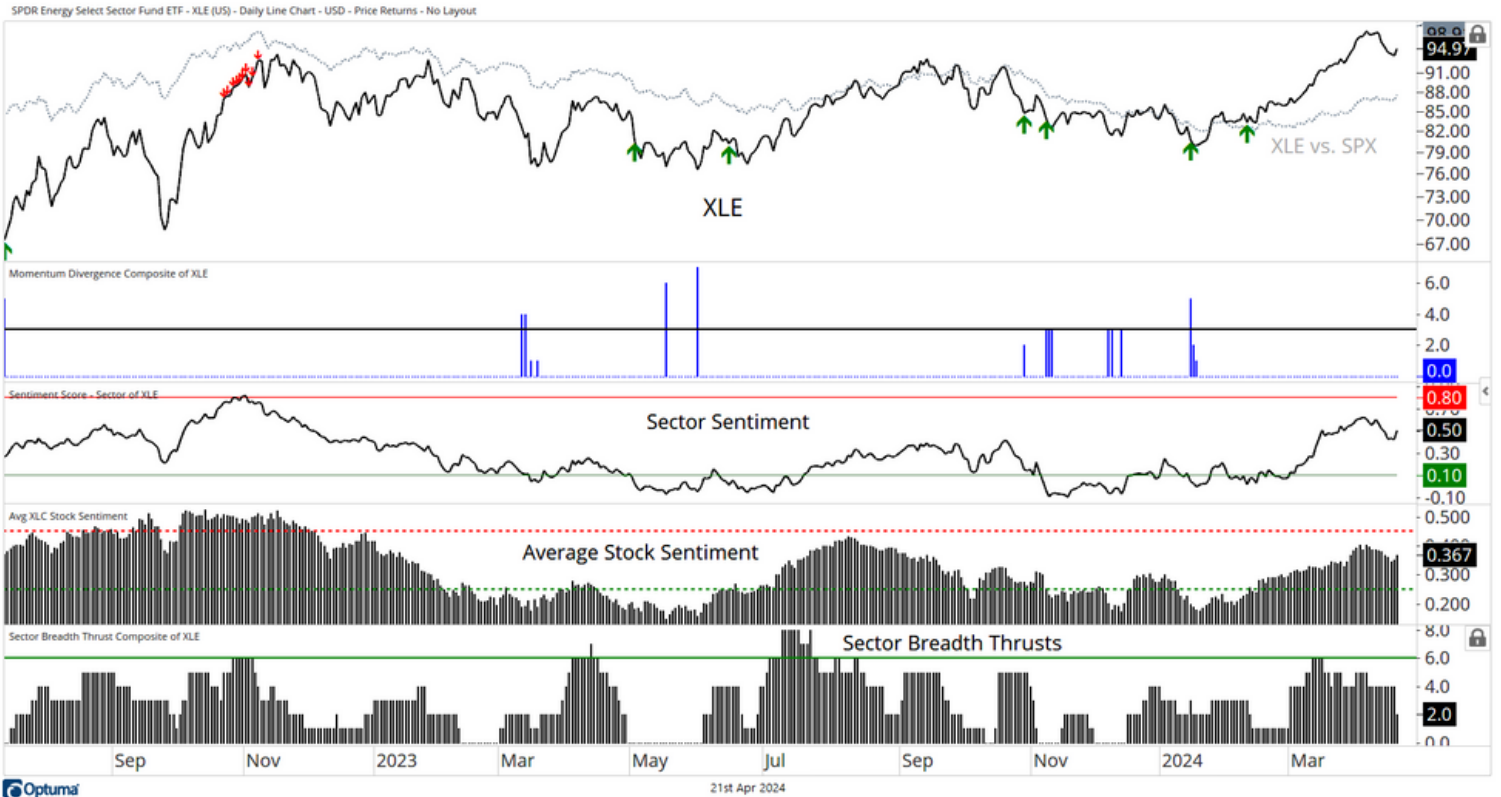 SPDR Energy Select Sector Fund ETF - XLE (US) - Daily Line Chart - USD - Price Returns - No Layout
94.97
91.00
88.00
85.00
82.00
79.00
76.00
73.00
70.00
67.00
XLE vs. SPX
XLE
Momentum Divergence Composite of XLE
6.0
4.0
2.0
0.0
Sentiment Score - Sector of XLE
Sector Sentiment
0.80
0.70
0.50
0.30
0.10
-0.10
Avg XLC Stock Sentiment
Average Stock Sentiment
0.500
0.367
0.300
0.200
Sector Breadth Thrust Composite of XLE
Sector Breadth Thrusts
8.0
6.0
4.0
2.0
0.0
Sep Nov 2023 Mar May Jul Sep Nov 2024 Mar
Optuma
21st Apr 2024